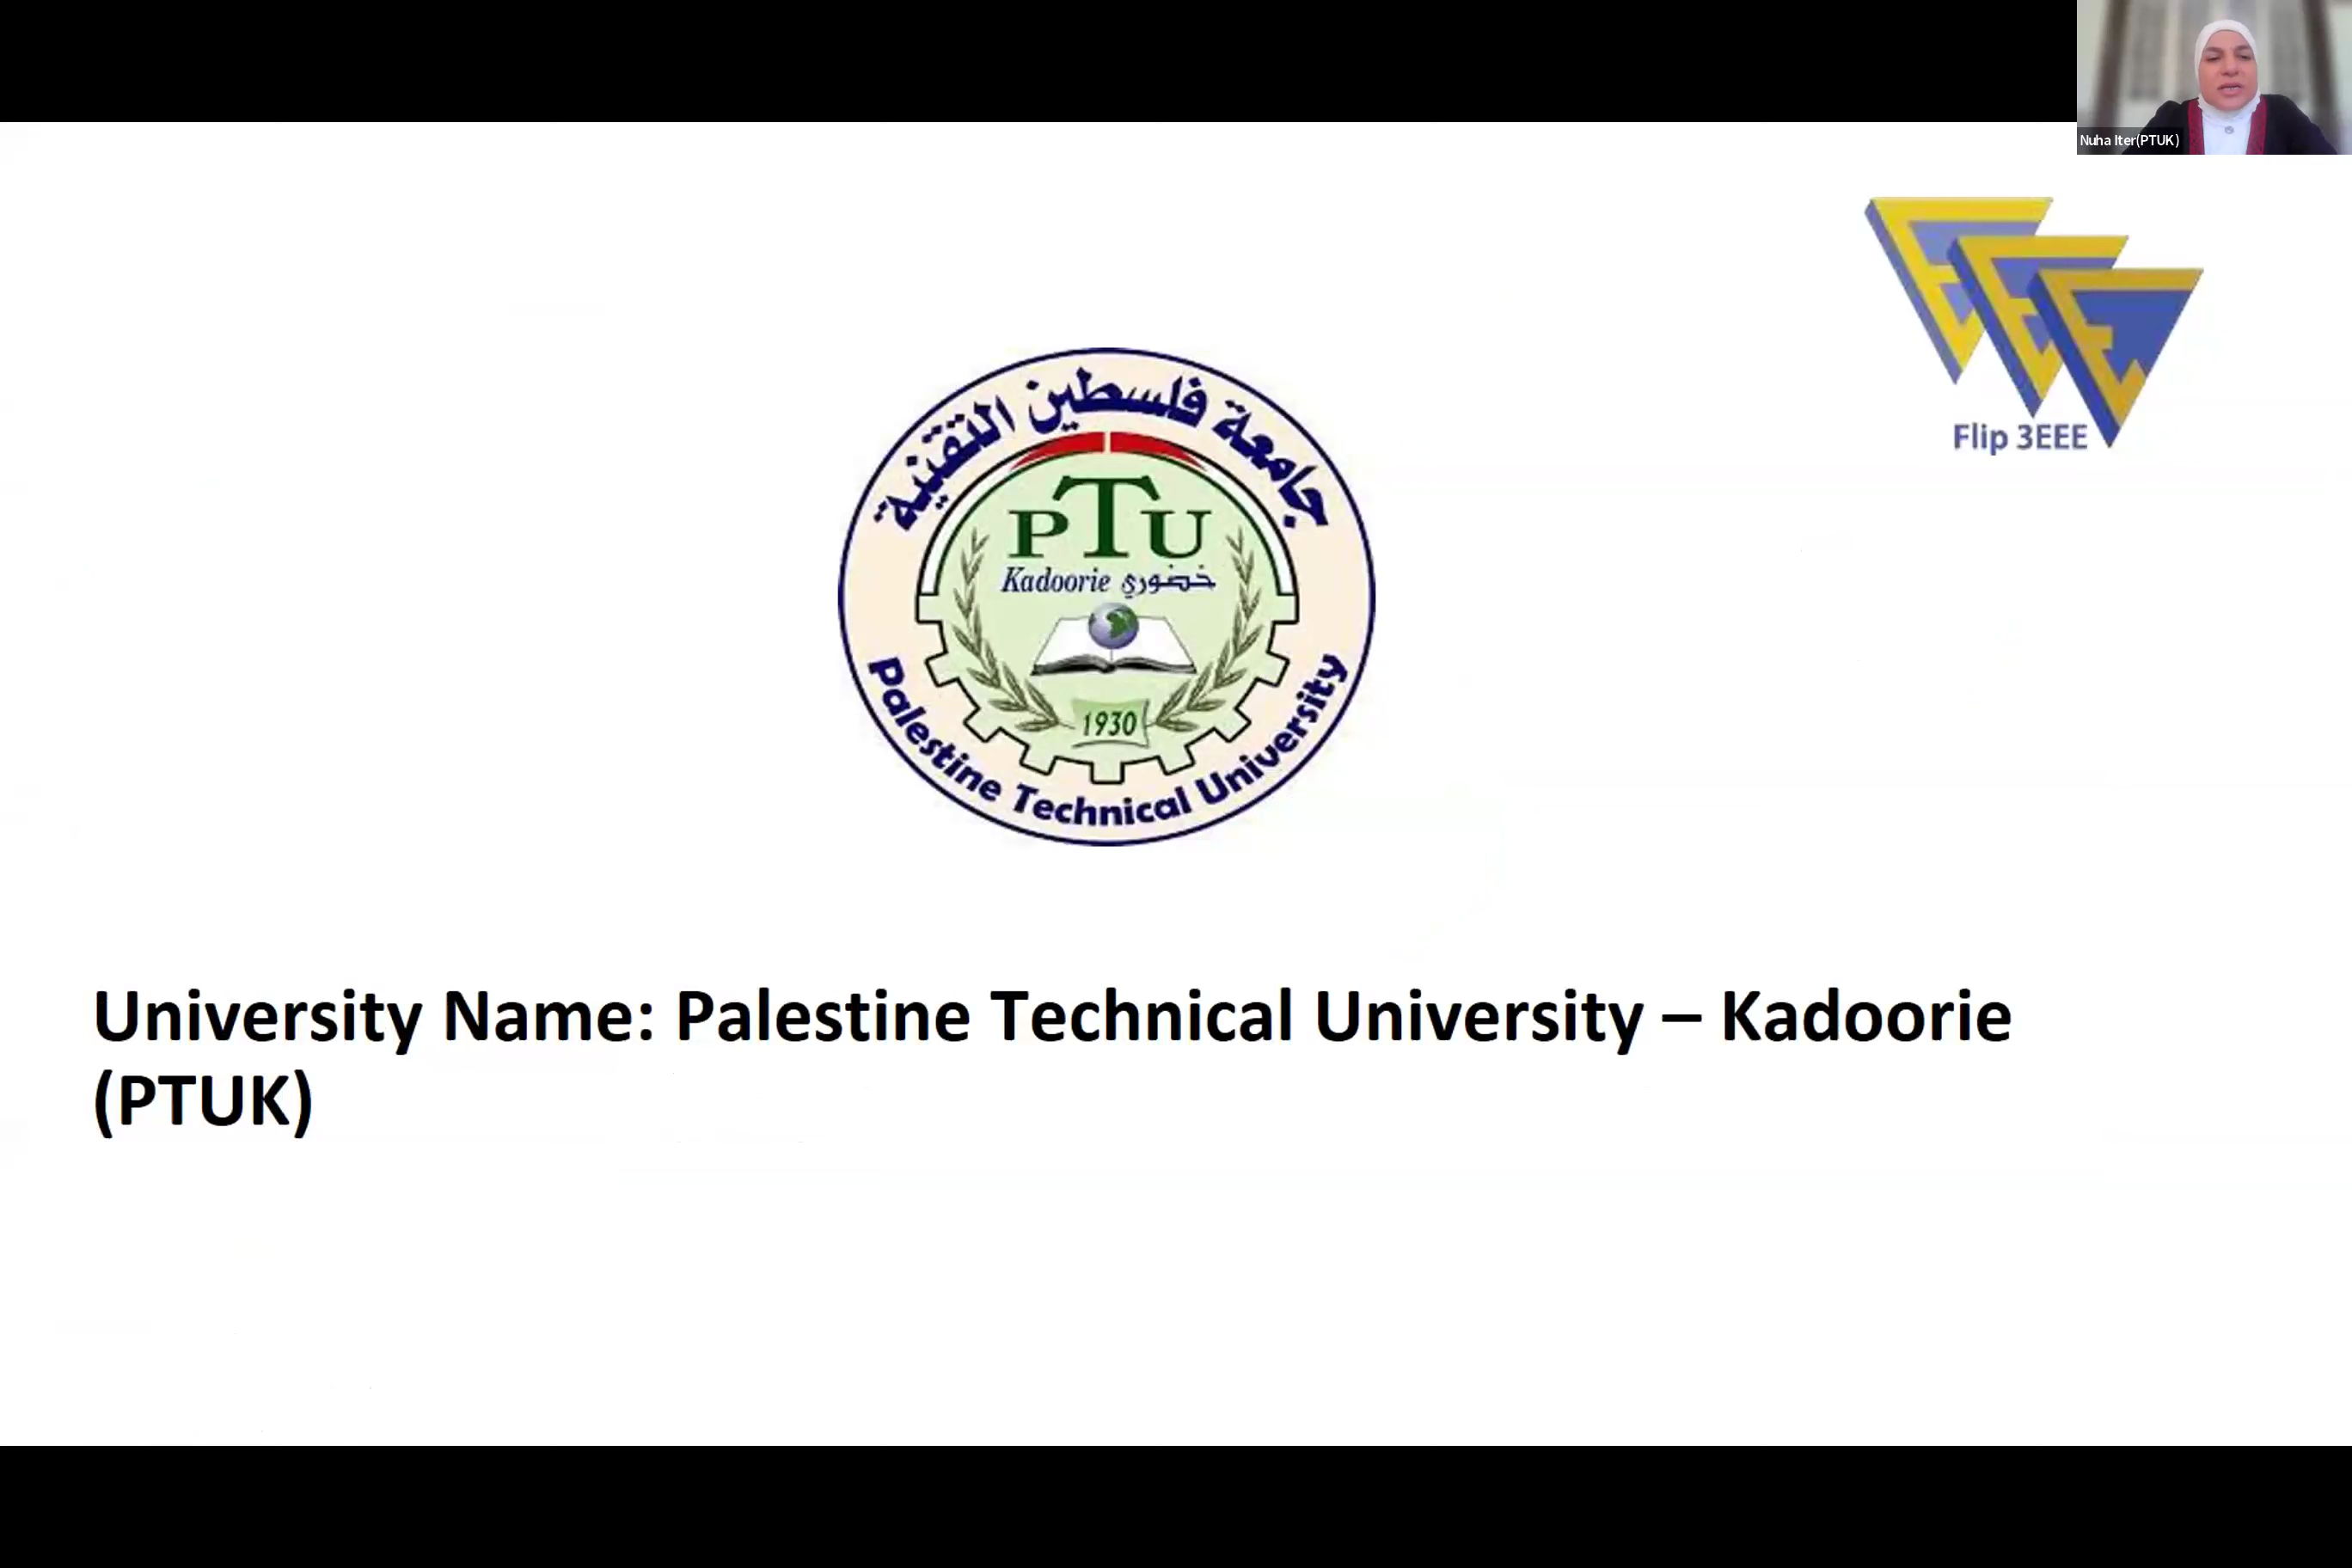 Nuha Iter(PTUK)
Flip 3EEE
جامعة فلسطين التقنية
PTU
Kadoorie خضوري
1930
Palestine Technical University
University Name: Palestine Technical University – Kadoorie
(PTUK)